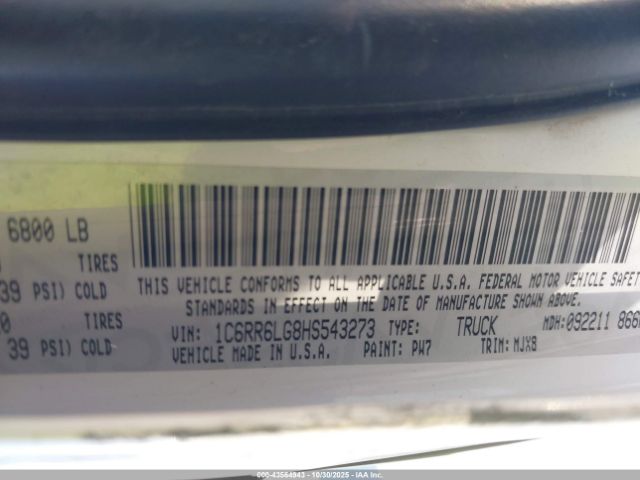 6800 LB
TIRES
39 PSI) COLD
TIRES
39 PSI) COLD
THIS VEHICLE CONFORMS TO ALL APPLICABLE U.S.A. FEDERAL MOTOR VEHICLE SAFET
STANDARDS IN EFFECT ON THE DATE OF MANUFACTURE SHOWN ABOVE.
VIN: 1C6RR6LG8HS543273 TYPE: TRUCK MDH: 092211 866
VEHICLE MADE IN U.S.A. PAINT: PW7 TRIM: MJX8
000-43564943 - 10/30/2025 - IAA Inc.